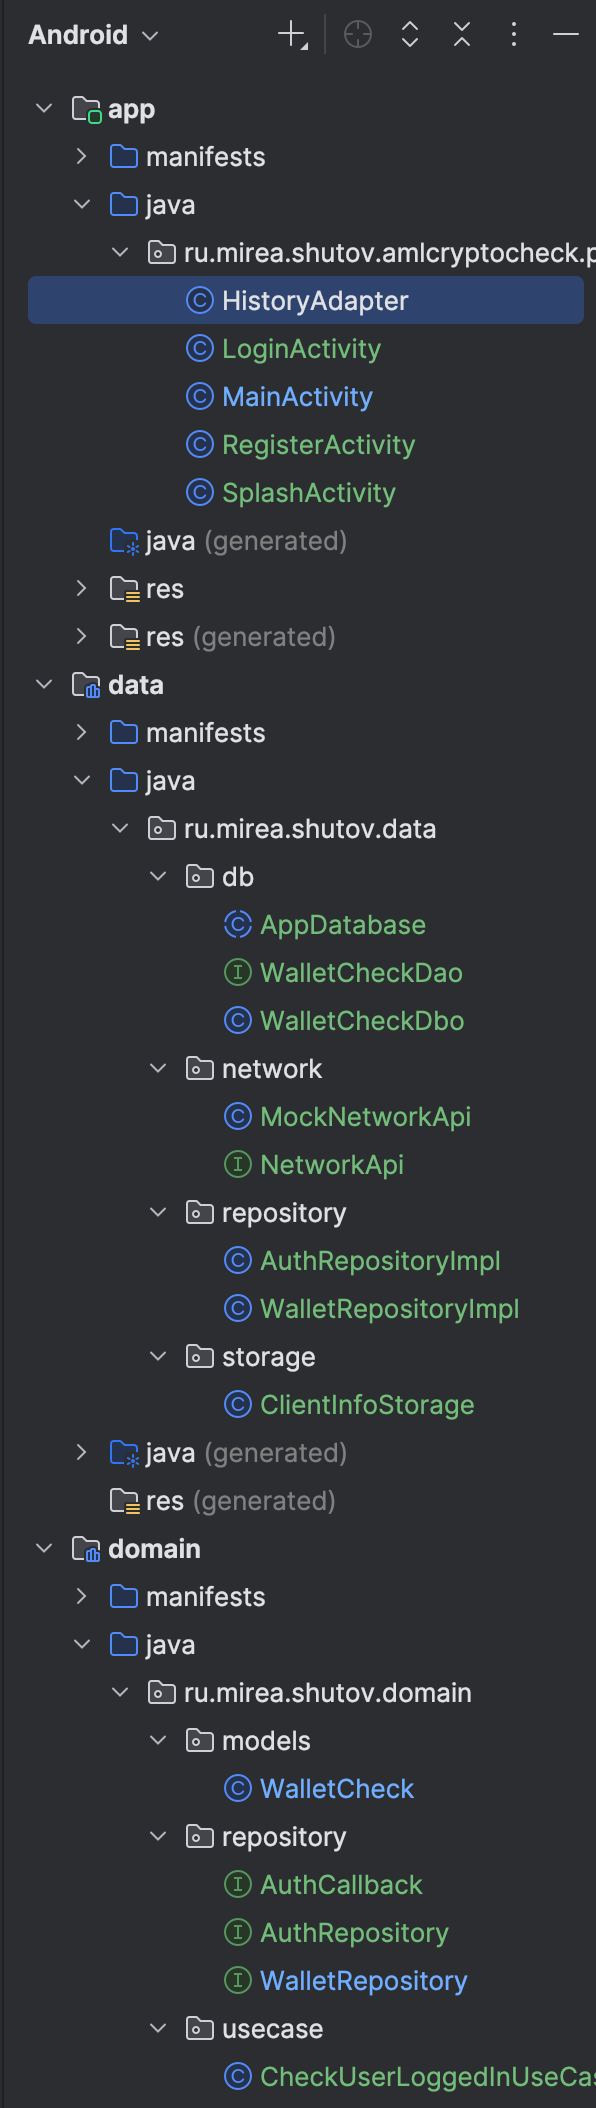 Android
app
manifests
java
ru.mirea.shutov.amlcryptocheck.p
HistoryAdapter
LoginActivity
MainActivity
RegisterActivity
SplashActivity
java (generated)
res
res (generated)
data
manifests
java
ru.mirea.shutov.data
db
AppDatabase
WalletCheckDao
WalletCheckDbo
network
MockNetworkApi
NetworkApi
repository
AuthRepositoryImpl
WalletRepositoryImpl
storage
ClientInfoStorage
java (generated)
res (generated)
domain
manifests
java
ru.mirea.shutov.domain
models
WalletCheck
repository
AuthCallback
AuthRepository
WalletRepository
usecase
CheckUserLoggedInUseCas